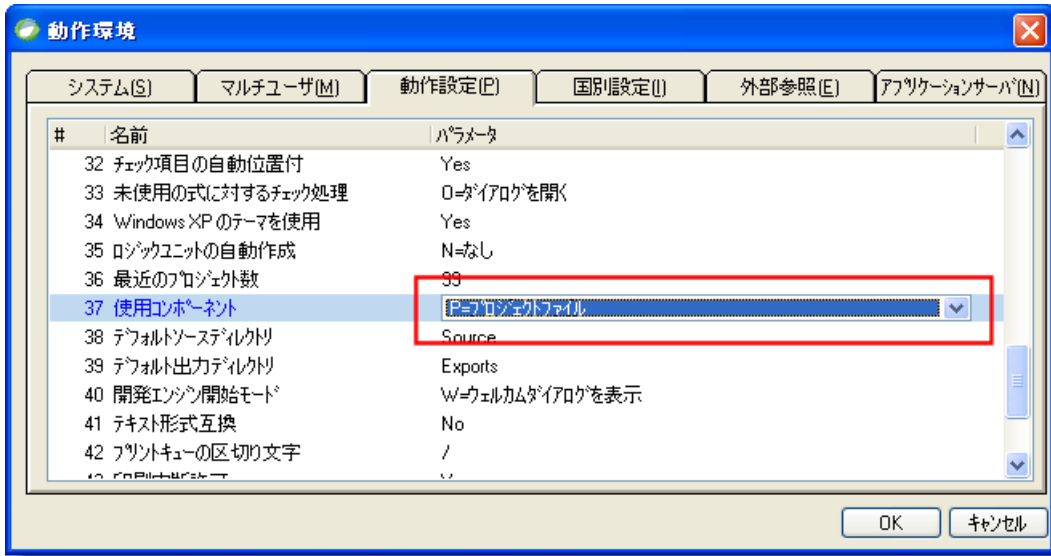 動作環境
システム(S) マルチユーザ(M) 動作設定(P) 国別設定(I) 外部参照(E) ｱﾌﾟﾘｹｰｼｮﾝｻｰﾊﾞ(N)
# 名前 ﾊﾟﾗﾒｰﾀ
32 ﾁｪｯｸ項目の自動位置付 Yes
33 未使用の式に対するﾁｪｯｸ処理 O=ﾀﾞｲｱﾛｸﾞを開く
34 Windows XP のﾃｰﾏを使用 Yes
35 ﾛｼﾞｯｸﾕﾆｯﾄの自動作成 N=なし
36 最近のﾌﾟﾛｼﾞｪｸﾄ数 99
37 使用ｺﾝﾎﾟｰﾈﾝﾄ P=ﾌﾟﾛｼﾞｪｸﾄﾌｧｲﾙ
38 ﾃﾞﾌｫﾙﾄｿｰｽﾃﾞｨﾚｸﾄﾘ Source
39 ﾃﾞﾌｫﾙﾄ出力ﾃﾞｨﾚｸﾄﾘ Exports
40 開発ｴﾝｼﾞﾝ開始ﾓｰﾄﾞ W=ｳｪﾙｶﾑﾀﾞｲｱﾛｸﾞを表示
41 ﾃｷｽﾄ形式互換 No
42 ﾌﾟﾘﾝﾄｷｭｰの区切り文字 /
OK ｷｬﾝｾﾙ